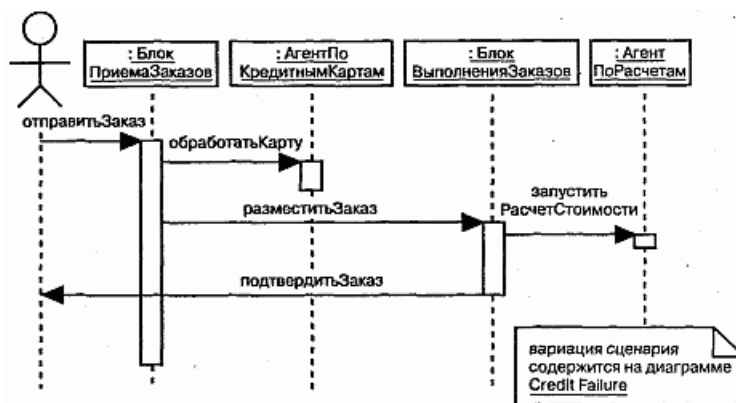 : Блок
ПриемаЗаказов
: АгентПо
КредитнымКартам
: Блок
ВыполненияЗаказов
: Агент
ПоРасчетам
отправитьЗаказ
обработатьКарту
разместитьЗаказ
запустить
РасчетСтоимости
подтвердитьЗаказ
вариация сценария
содержится на диаграмме
Credit Failure